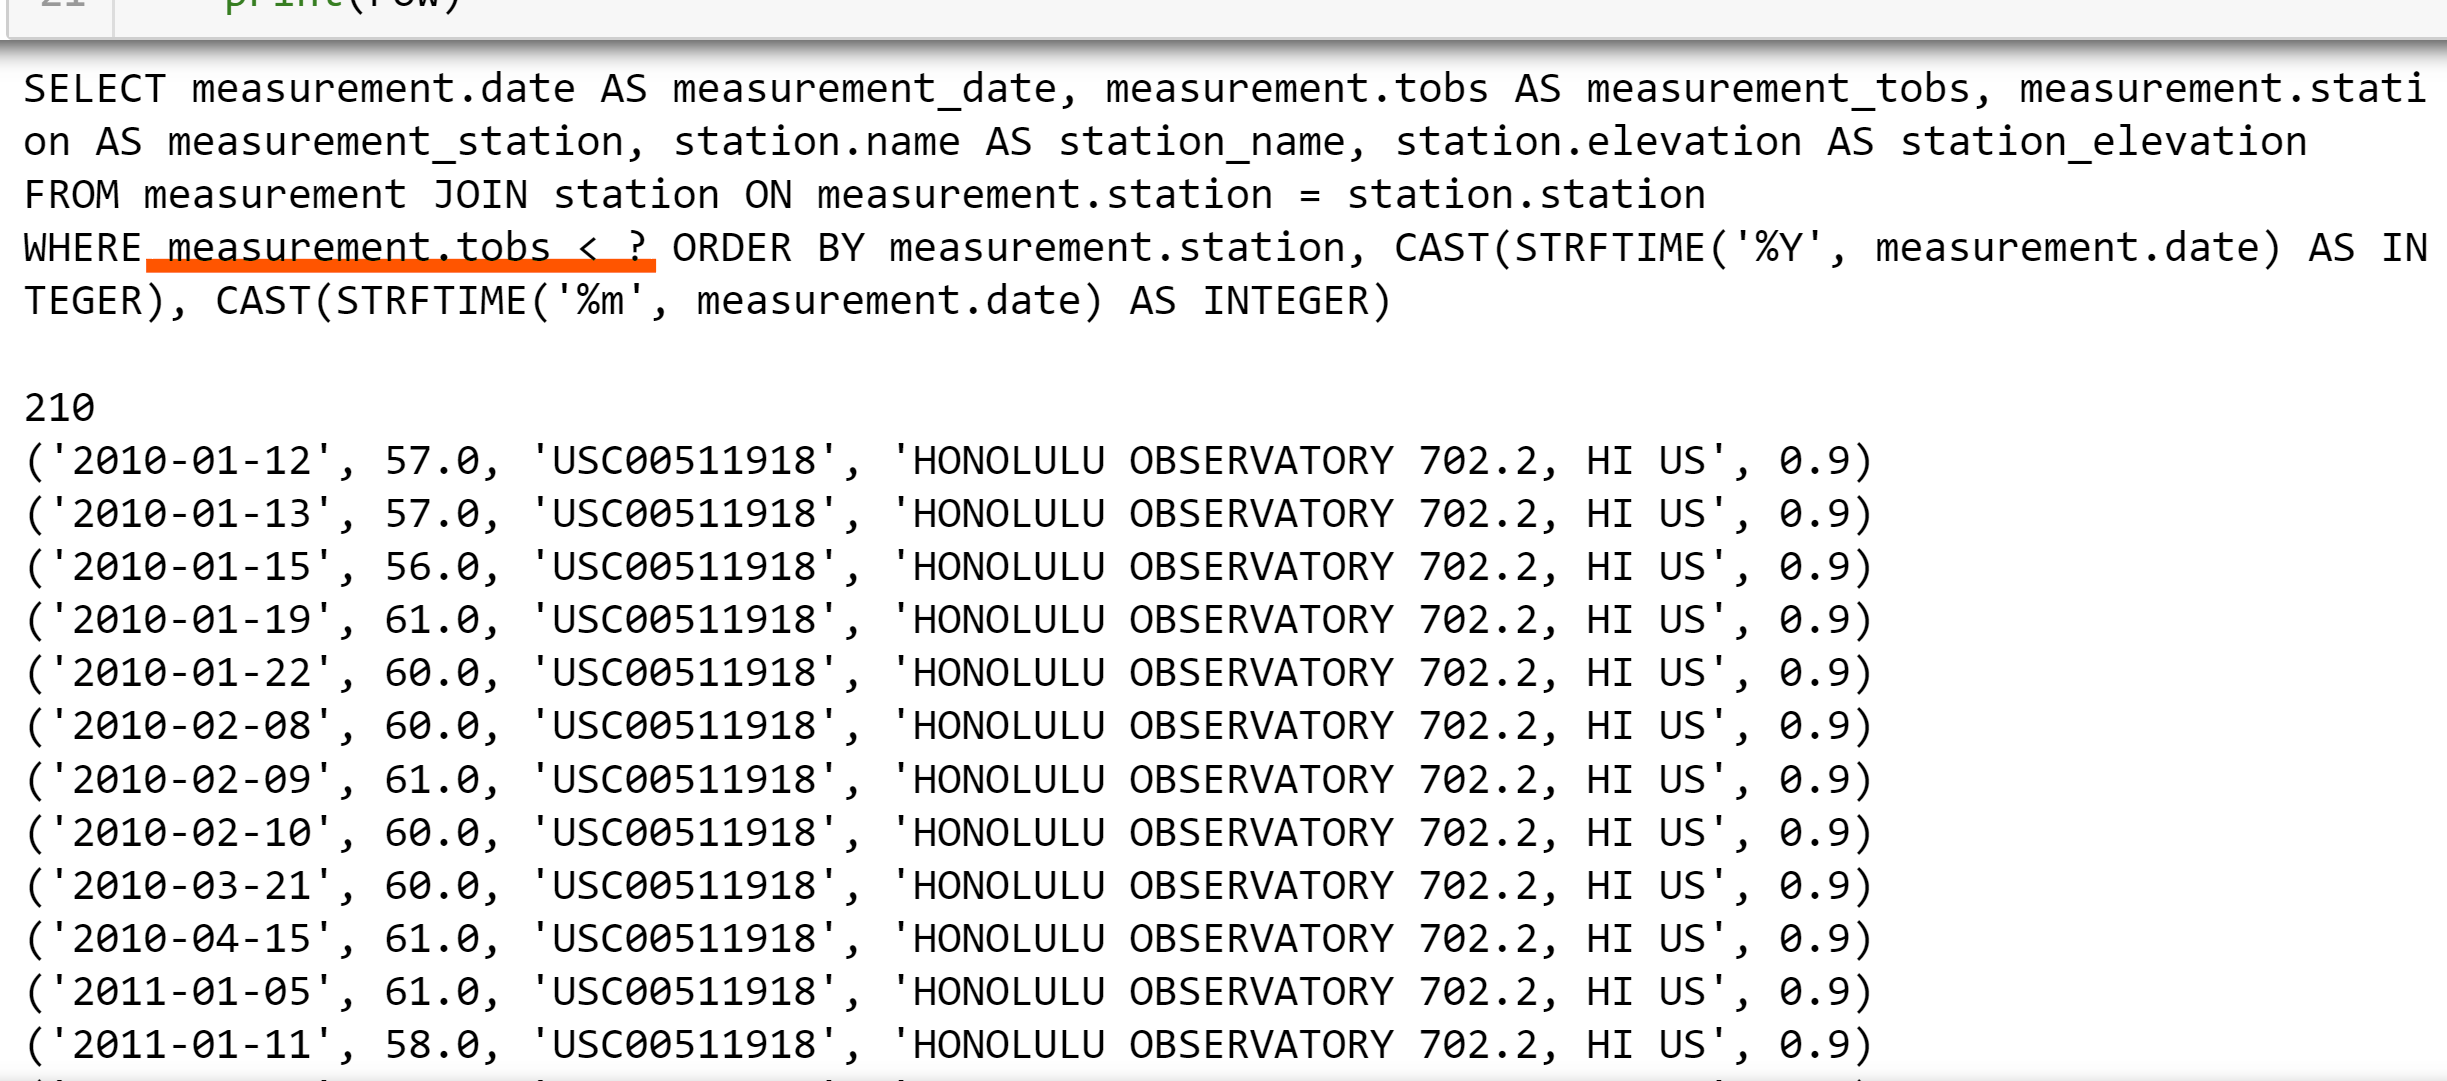 21 print(row)
SELECT measurement.date AS measurement_date, measurement.tobs AS measurement_tobs, measurement.stati
on AS measurement_station, station.name AS station_name, station.elevation AS station_elevation
FROM measurement JOIN station ON measurement.station = station.station
WHERE measurement.tobs < ? ORDER BY measurement.station, CAST(STRFTIME('%Y', measurement.date) AS IN
TEGER), CAST(STRFTIME('%m', measurement.date) AS INTEGER)
210
('2010-01-12', 57.0, 'USC00511918', 'HONOLULU OBSERVATORY 702.2, HI US', 0.9)
('2010-01-13', 57.0, 'USC00511918', 'HONOLULU OBSERVATORY 702.2, HI US', 0.9)
('2010-01-15', 56.0, 'USC00511918', 'HONOLULU OBSERVATORY 702.2, HI US', 0.9)
('2010-01-19', 61.0, 'USC00511918', 'HONOLULU OBSERVATORY 702.2, HI US', 0.9)
('2010-01-22', 60.0, 'USC00511918', 'HONOLULU OBSERVATORY 702.2, HI US', 0.9)
('2010-02-08', 60.0, 'USC00511918', 'HONOLULU OBSERVATORY 702.2, HI US', 0.9)
('2010-02-09', 61.0, 'USC00511918', 'HONOLULU OBSERVATORY 702.2, HI US', 0.9)
('2010-02-10', 60.0, 'USC00511918', 'HONOLULU OBSERVATORY 702.2, HI US', 0.9)
('2010-03-21', 60.0, 'USC00511918', 'HONOLULU OBSERVATORY 702.2, HI US', 0.9)
('2010-04-15', 61.0, 'USC00511918', 'HONOLULU OBSERVATORY 702.2, HI US', 0.9)
('2011-01-05', 61.0, 'USC00511918', 'HONOLULU OBSERVATORY 702.2, HI US', 0.9)
('2011-01-11', 58.0, 'USC00511918', 'HONOLULU OBSERVATORY 702.2, HI US', 0.9)